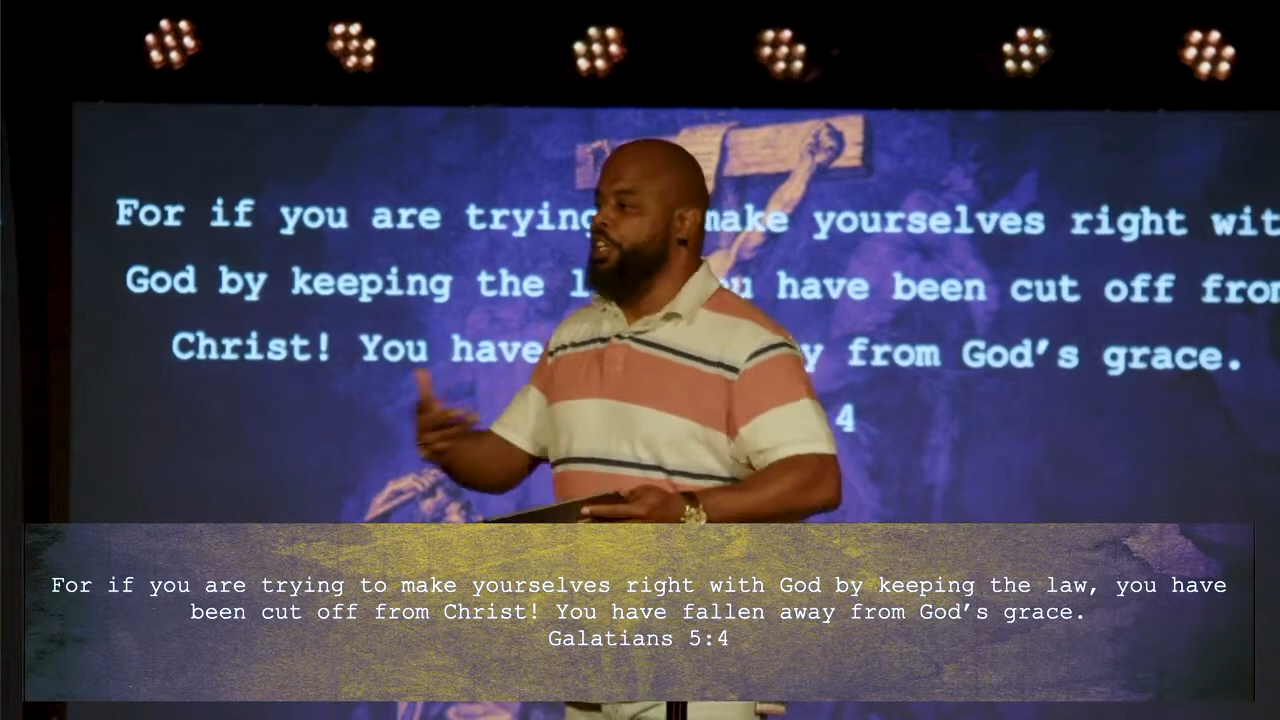 For if you are trying make yourselves right wit
God by keeping the l u have been cut off from
Christ! You have y from God's grace.
4
For if you are trying to make yourselves right with God by keeping the law, you have
been cut off from Christ! You have fallen away from God's grace.
Galatians 5:4